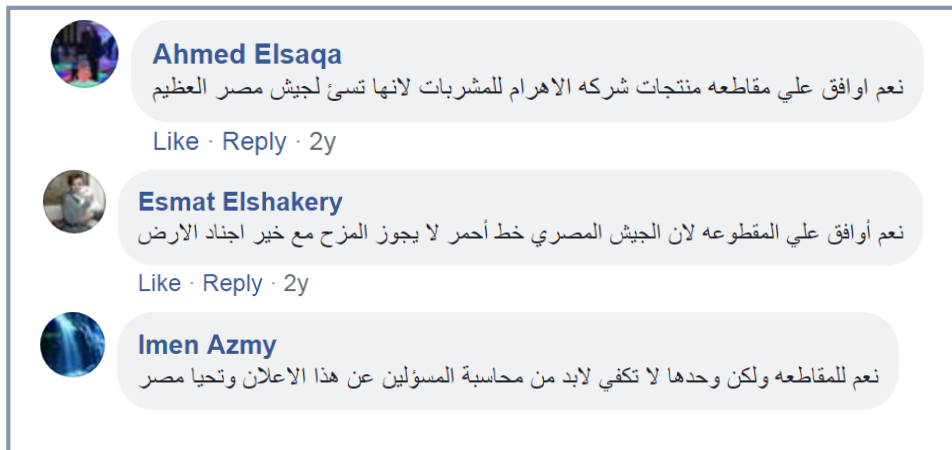 Ahmed Elsaqa
نعم اوافق علي مقاطعه منتجات شركه الاهرام للمشربات لانها تسئ لجيش مصر العظيم
Like · Reply · 2y
Esmat Elshakery
نعم أوافق علي المقطوعه لان الجيش المصري خط أحمر لا يجوز المزح مع خير اجناد الارض
Like · Reply · 2y
Imen Azmy
نعم للمقاطعه ولكن وحدها لا تكفي لابد من محاسبة المسؤلين عن هذا الاعلان وتحيا مصر